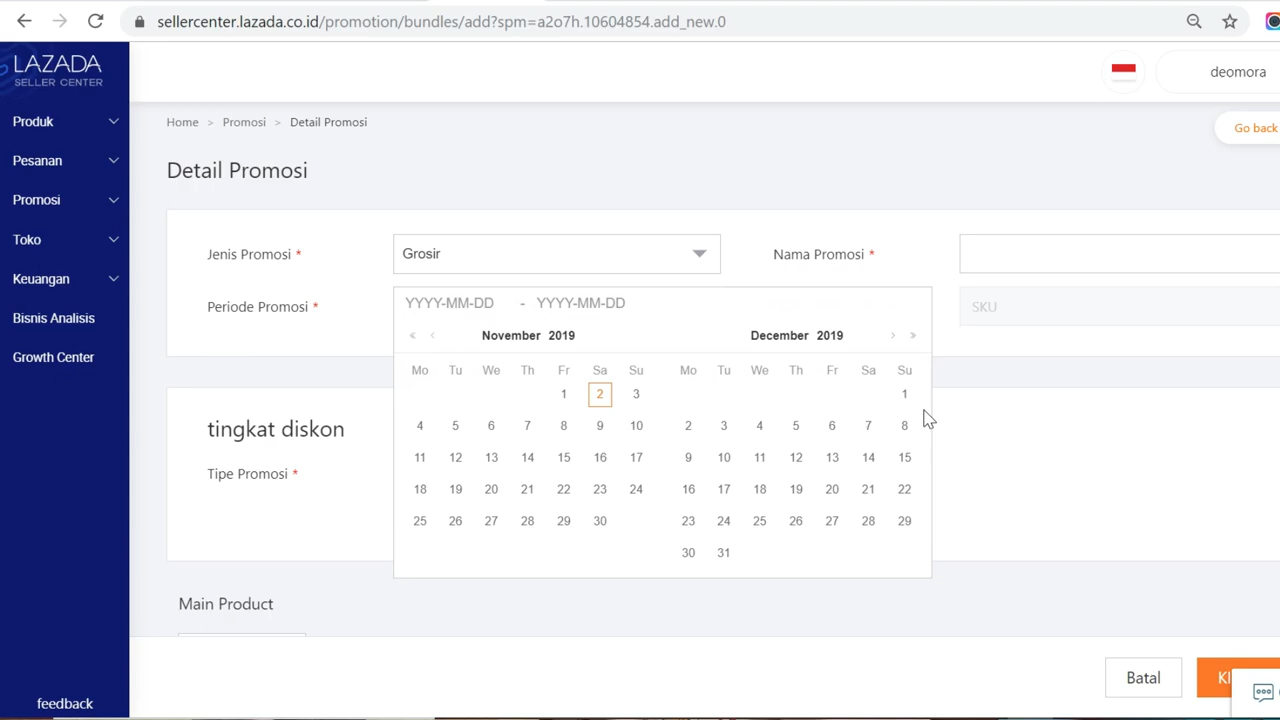 sellercenter.lazada.co.id/promotion/bundles/add?spm=a2o7h.10604854.add_new.0
LAZADA
SELLER CENTER
deomora
Produk
Pesanan
Promosi
Toko
Keuangan
Bisnis Analisis
Growth Center
feedback
Home > Promosi > Detail Promosi
Go back
Detail Promosi
Jenis Promosi * Grosir Nama Promosi *
Periode Promosi * YYYY-MM-DD - YYYY-MM-DD SKU
« ‹ November 2019 December 2019 › »
Mo Tu We Th Fr Sa Su Mo Tu We Th Fr Sa Su
1 2 3 1
4 5 6 7 8 9 10 2 3 4 5 6 7 8
11 12 13 14 15 16 17 9 10 11 12 13 14 15
18 19 20 21 22 23 24 16 17 18 19 20 21 22
25 26 27 28 29 30 23 24 25 26 27 28 29
30 31
tingkat diskon
Tipe Promosi *
Main Product
Batal